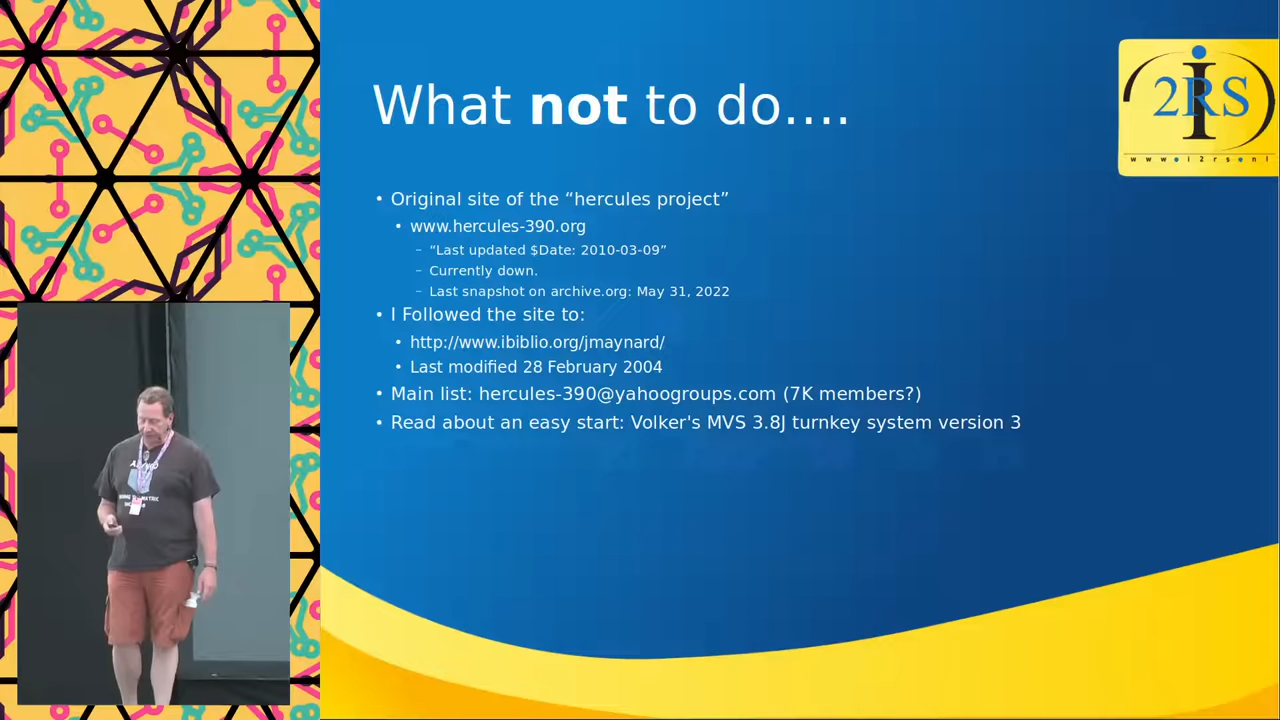 What not to do....
2RS
i
www.i2rs.nl
• Original site of the “hercules project”
• www.hercules-390.org
– “Last updated $Date: 2010-03-09”
– Currently down.
– Last snapshot on archive.org: May 31, 2022
• I Followed the site to:
• http://www.ibiblio.org/jmaynard/
• Last modified 28 February 2004
• Main list: hercules-390@yahoogroups.com (7K members?)
• Read about an easy start: Volker's MVS 3.8J turnkey system version 3